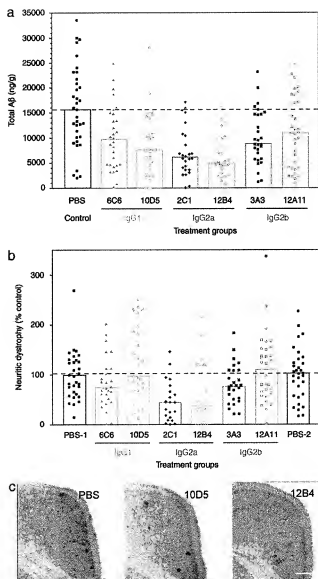 a
Total Aβ (ng/g)
35000
30000
25000
20000
15000
10000
5000
0
PBS 6C6 10D5 2C1 12B4 3A3 12A11
Control IgG1 IgG2a IgG2b
Treatment groups
b
Neuritic dystrophy (% control)
300
200
100
0
PBS-1 6C6 10D5 2C1 12B4 3A3 12A11 PBS-2
IgG1 IgG2a IgG2b
Treatment groups
c
PBS 10D5 12B4